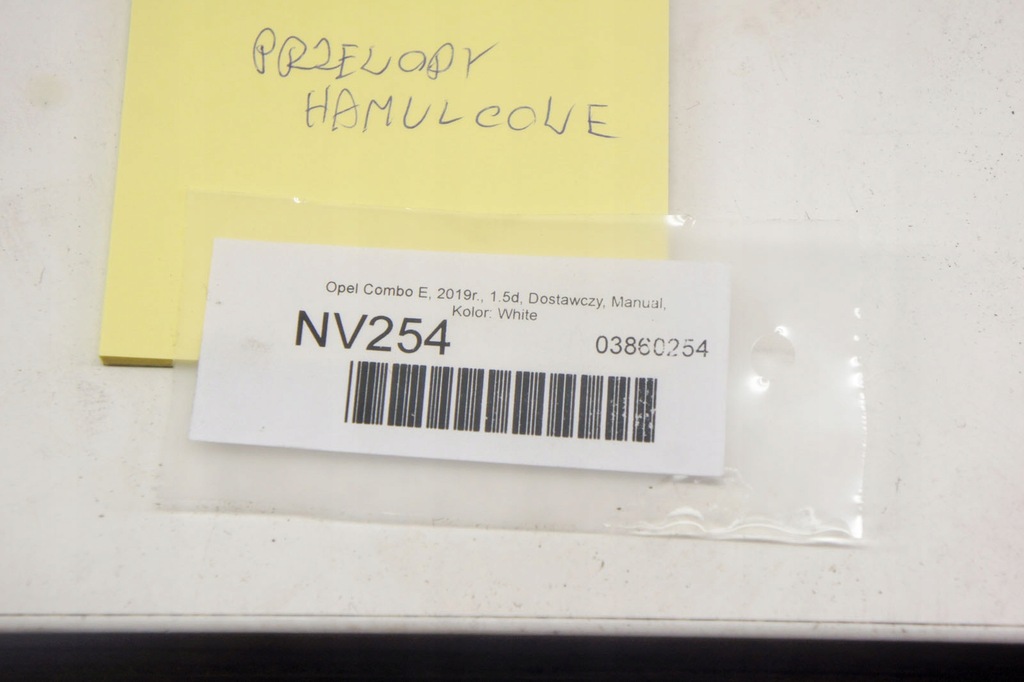 PRZEWODY
HAMULCOWE
Opel Combo E, 2019r., 1.5d, Dostawczy, Manual,
Kolor: White
NV254
03860254